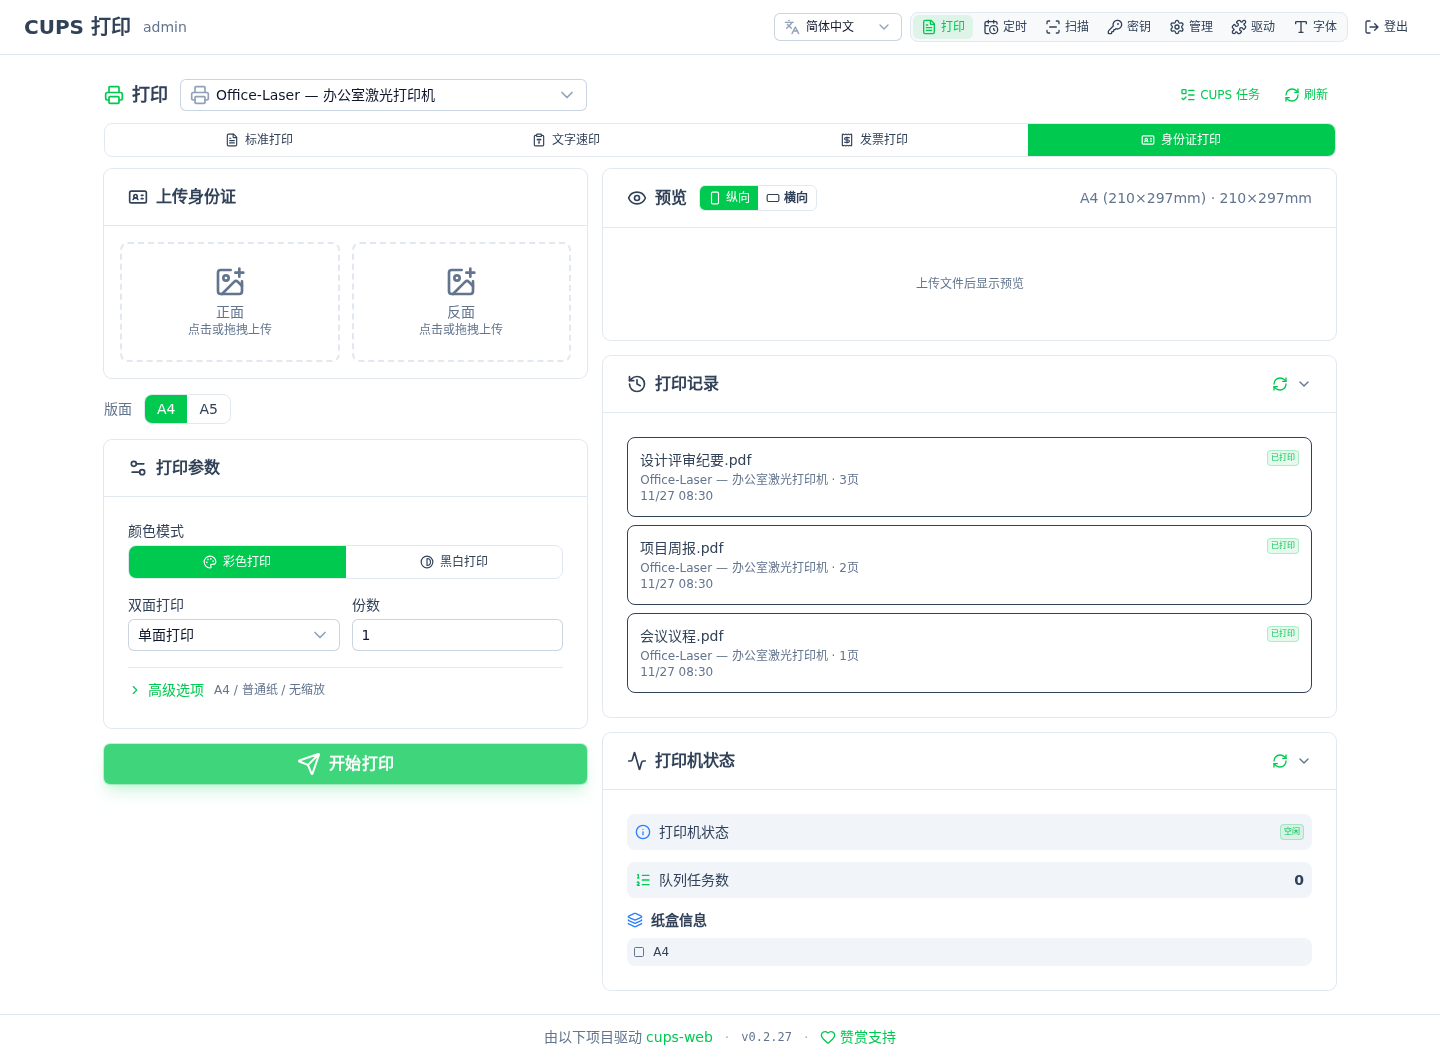 CUPS 打印 admin 简体中文 打印 定时 扫描 密钥 管理 驱动 字体 登出
打印 Office-Laser — 办公室激光打印机 CUPS 任务 刷新
标准打印 文字速印 发票打印 身份证打印
上传身份证
正面
点击或拖拽上传
反面
点击或拖拽上传
版面 A4 A5
打印参数
颜色模式
彩色打印 黑白打印
双面打印 份数
单面打印 1
高级选项 A4 / 普通纸 / 无缩放
开始打印
预览 纵向 横向 A4 (210×297mm) · 210×297mm
上传文件后显示预览
打印记录
设计评审纪要.pdf 已打印
Office-Laser — 办公室激光打印机 · 3页
11/27 08:30
项目周报.pdf 已打印
Office-Laser — 办公室激光打印机 · 2页
11/27 08:30
会议议程.pdf 已打印
Office-Laser — 办公室激光打印机 · 1页
11/27 08:30
打印机状态
打印机状态 空闲
队列任务数 0
纸盒信息
A4
由以下项目驱动 cups-web · v0.2.27 · 赞赏支持